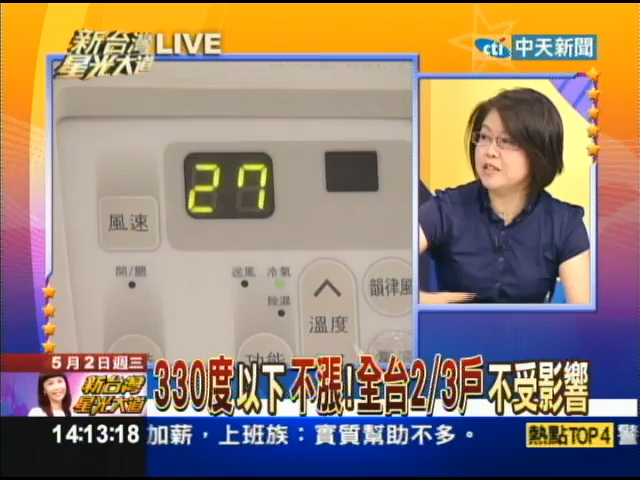 新台灣
星光大道
LIVE
cti 中天新聞
27
風速
開/關
送風 冷氣
除濕
韻律風
溫度
功能
5月2日週三
新台灣
星光大道
330度以下 不漲!全台2/3戶 不受影響
14:13:18 加薪，上班族：實質幫助不多。
熱點TOP4 警